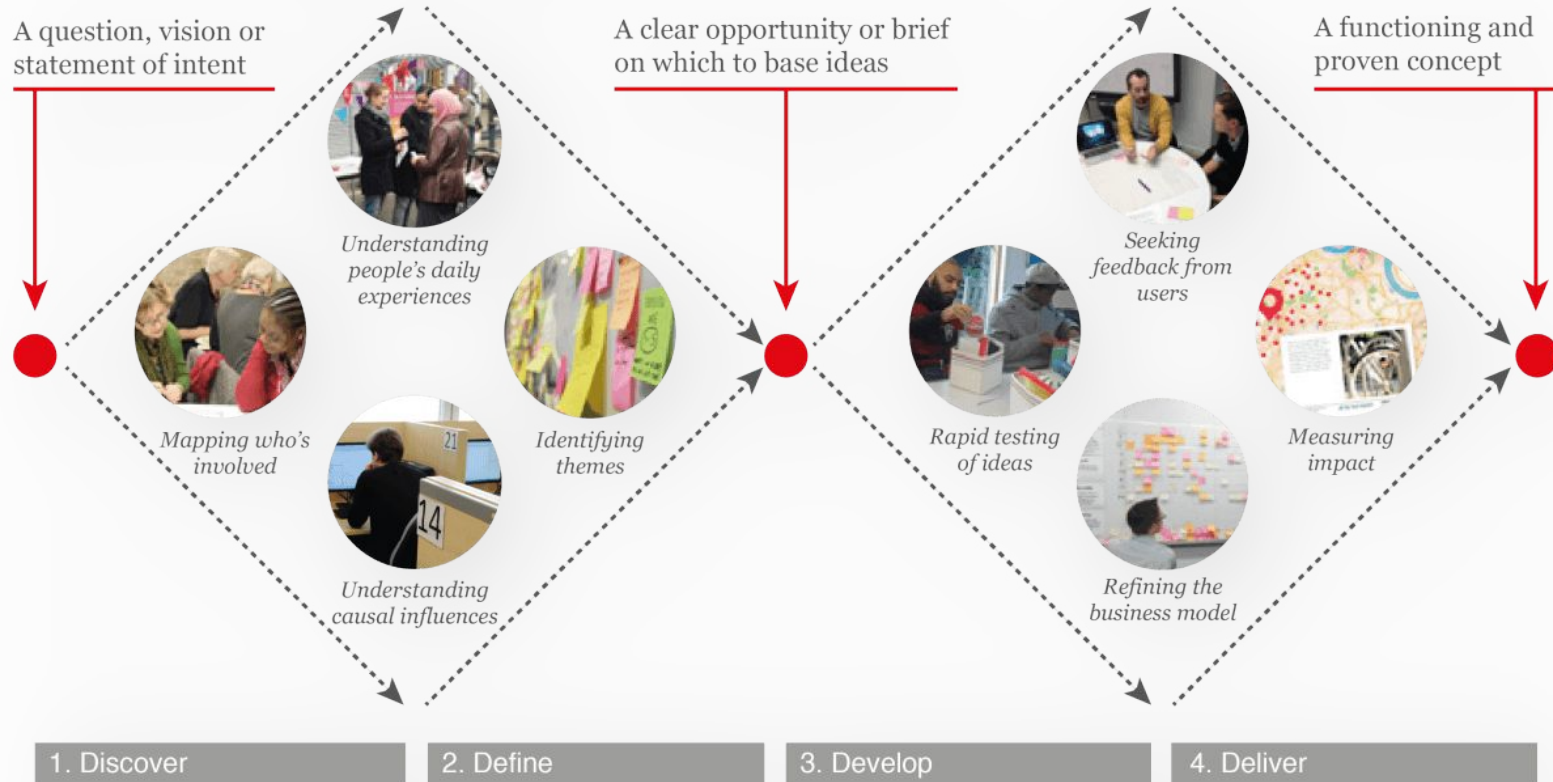 A question, vision or
statement of intent
A clear opportunity or brief
on which to base ideas
A functioning and
proven concept
Understanding
people’s daily
experiences
Mapping who’s
involved
21
14
Identifying
themes
Understanding
causal influences
Seeking
feedback from
users
Rapid testing
of ideas
Measuring
impact
Refining the
business model
1. Discover
2. Define
3. Develop
4. Deliver